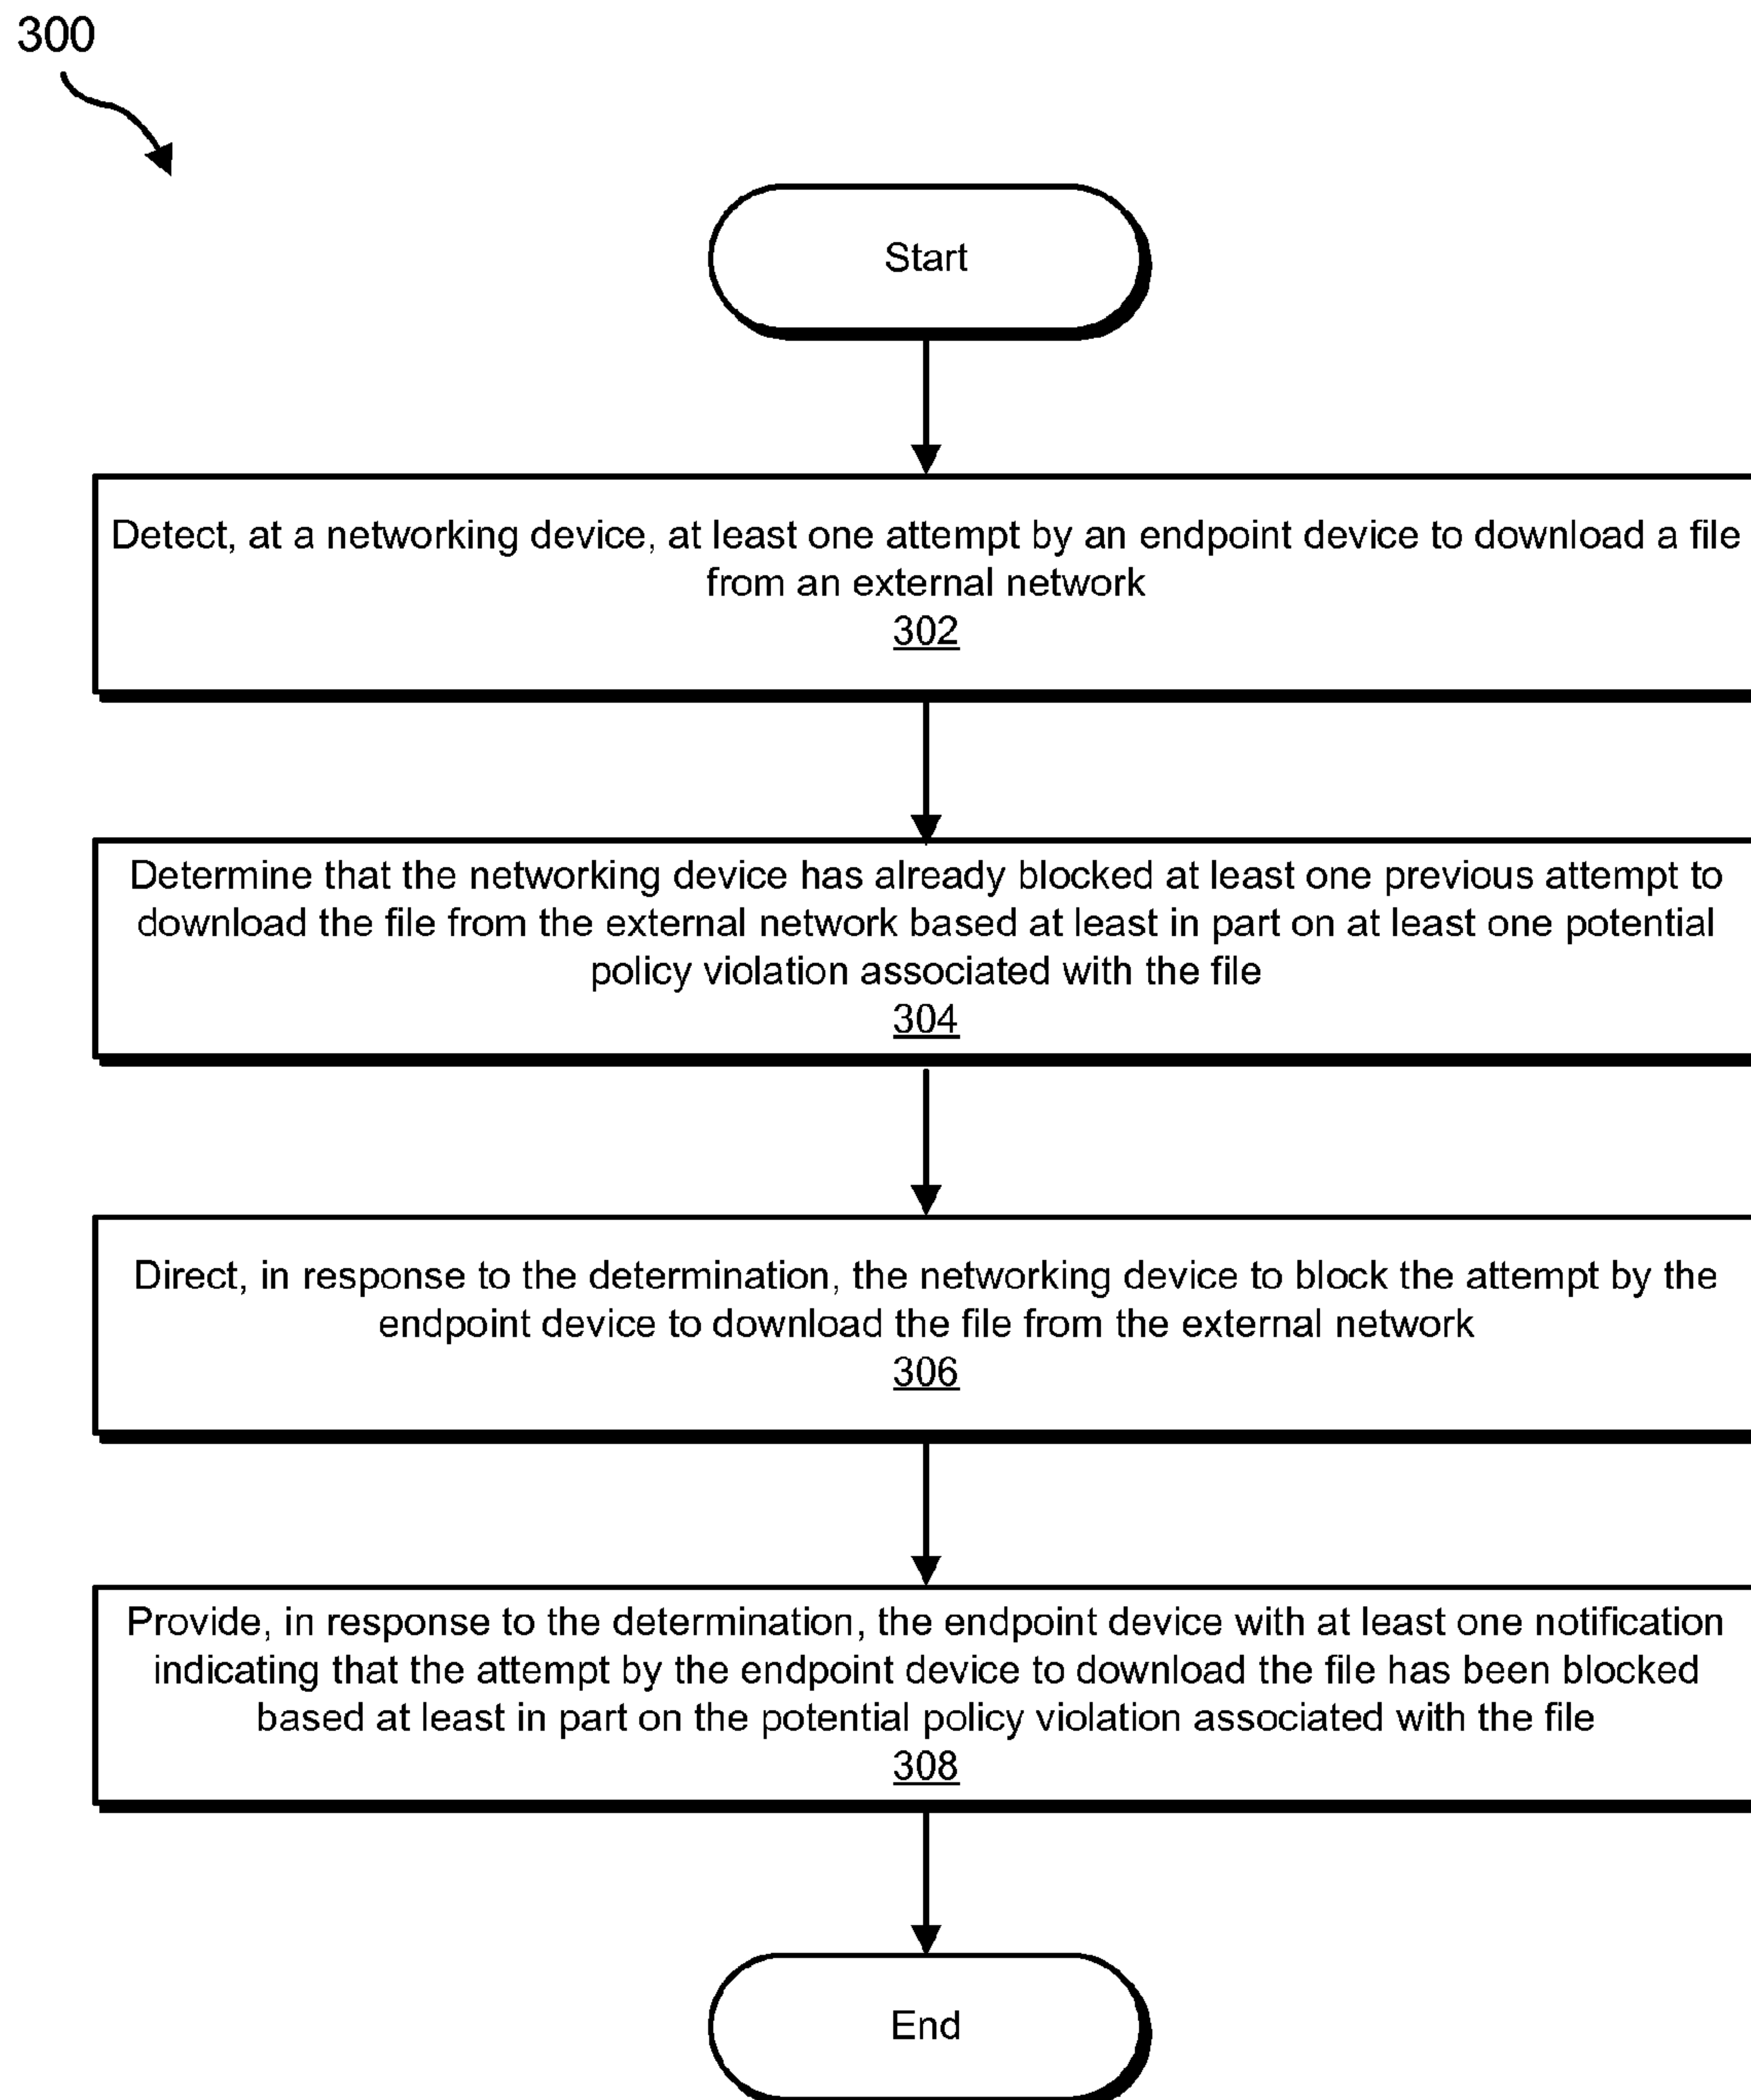 300
Start
Detect, at a networking device, at least one attempt by an endpoint device to download a file
from an external network
302
Determine that the networking device has already blocked at least one previous attempt to
download the file from the external network based at least in part on at least one potential
policy violation associated with the file
304
Direct, in response to the determination, the networking device to block the attempt by the
endpoint device to download the file from the external network
306
Provide, in response to the determination, the endpoint device with at least one notification
indicating that the attempt by the endpoint device to download the file has been blocked
based at least in part on the potential policy violation associated with the file
308
End